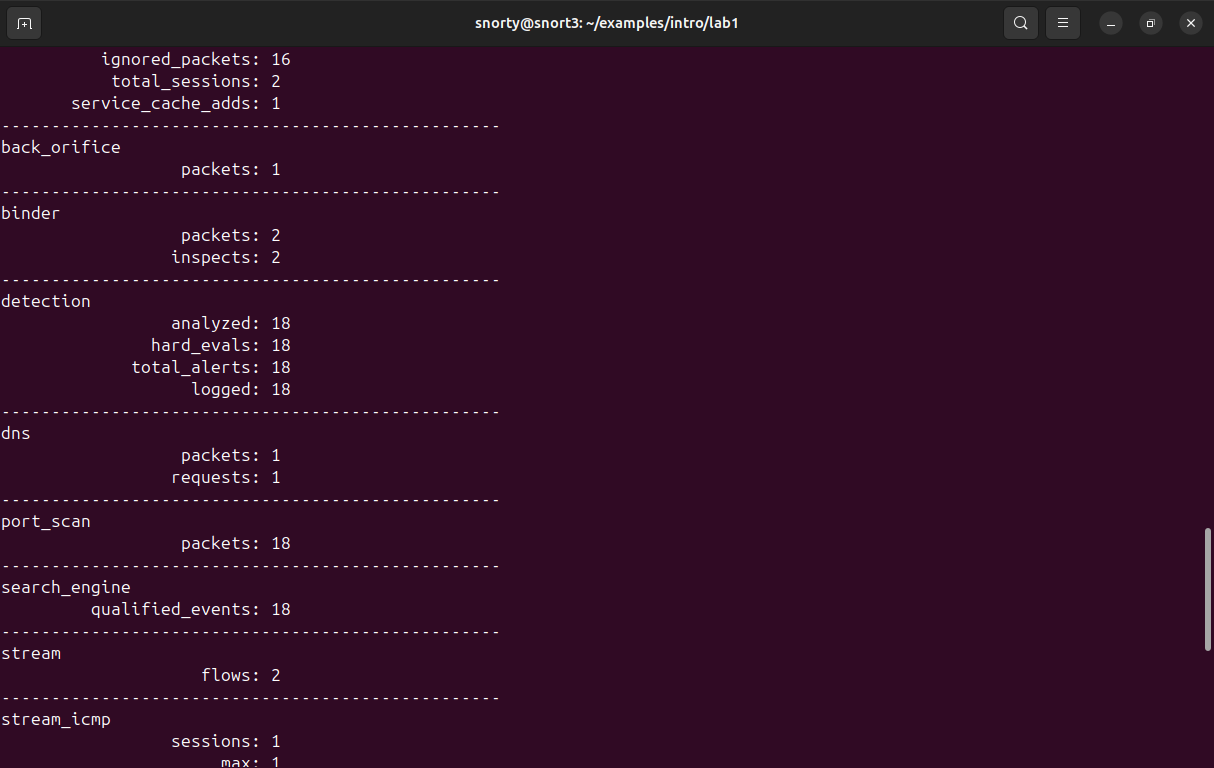 snorty@snort3: ~/examples/intro/lab1
ignored_packets: 16
total_sessions: 2
service_cache_adds: 1
--------------------------------------------------
back_orifice
packets: 1
--------------------------------------------------
binder
packets: 2
inspects: 2
--------------------------------------------------
detection
analyzed: 18
hard_evals: 18
total_alerts: 18
logged: 18
--------------------------------------------------
dns
packets: 1
requests: 1
--------------------------------------------------
port_scan
packets: 18
--------------------------------------------------
search_engine
qualified_events: 18
--------------------------------------------------
stream
flows: 2
--------------------------------------------------
stream_icmp
sessions: 1
max: 1